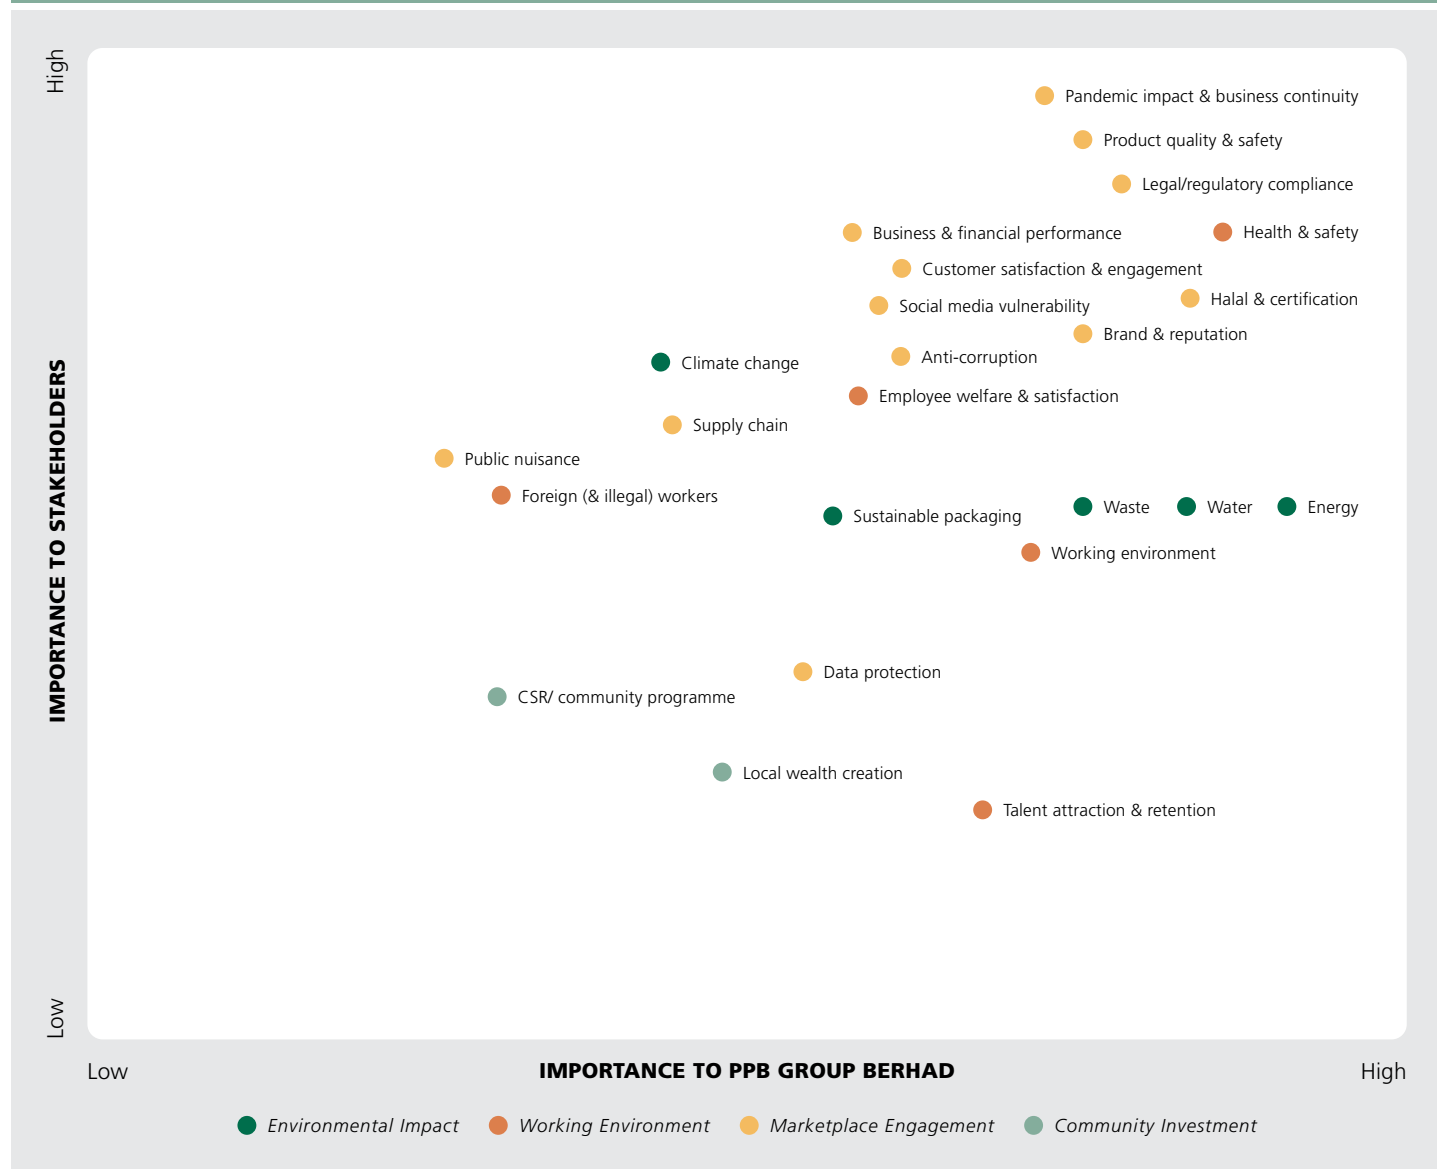 High
Pandemic impact & business continuity
Product quality & safety
Legal/regulatory compliance
Business & financial performance
Health & safety
Customer satisfaction & engagement
Halal & certification
Social media vulnerability
Brand & reputation
Anti-corruption
Climate change
Employee welfare & satisfaction
Supply chain
Public nuisance
Foreign (& illegal) workers
Waste
Water
Energy
Sustainable packaging
Working environment
IMPORTANCE TO STAKEHOLDERS
Data protection
CSR/ community programme
Local wealth creation
Talent attraction & retention
Low
Low
IMPORTANCE TO PPB GROUP BERHAD
High
Environmental Impact
Working Environment
Marketplace Engagement
Community Investment